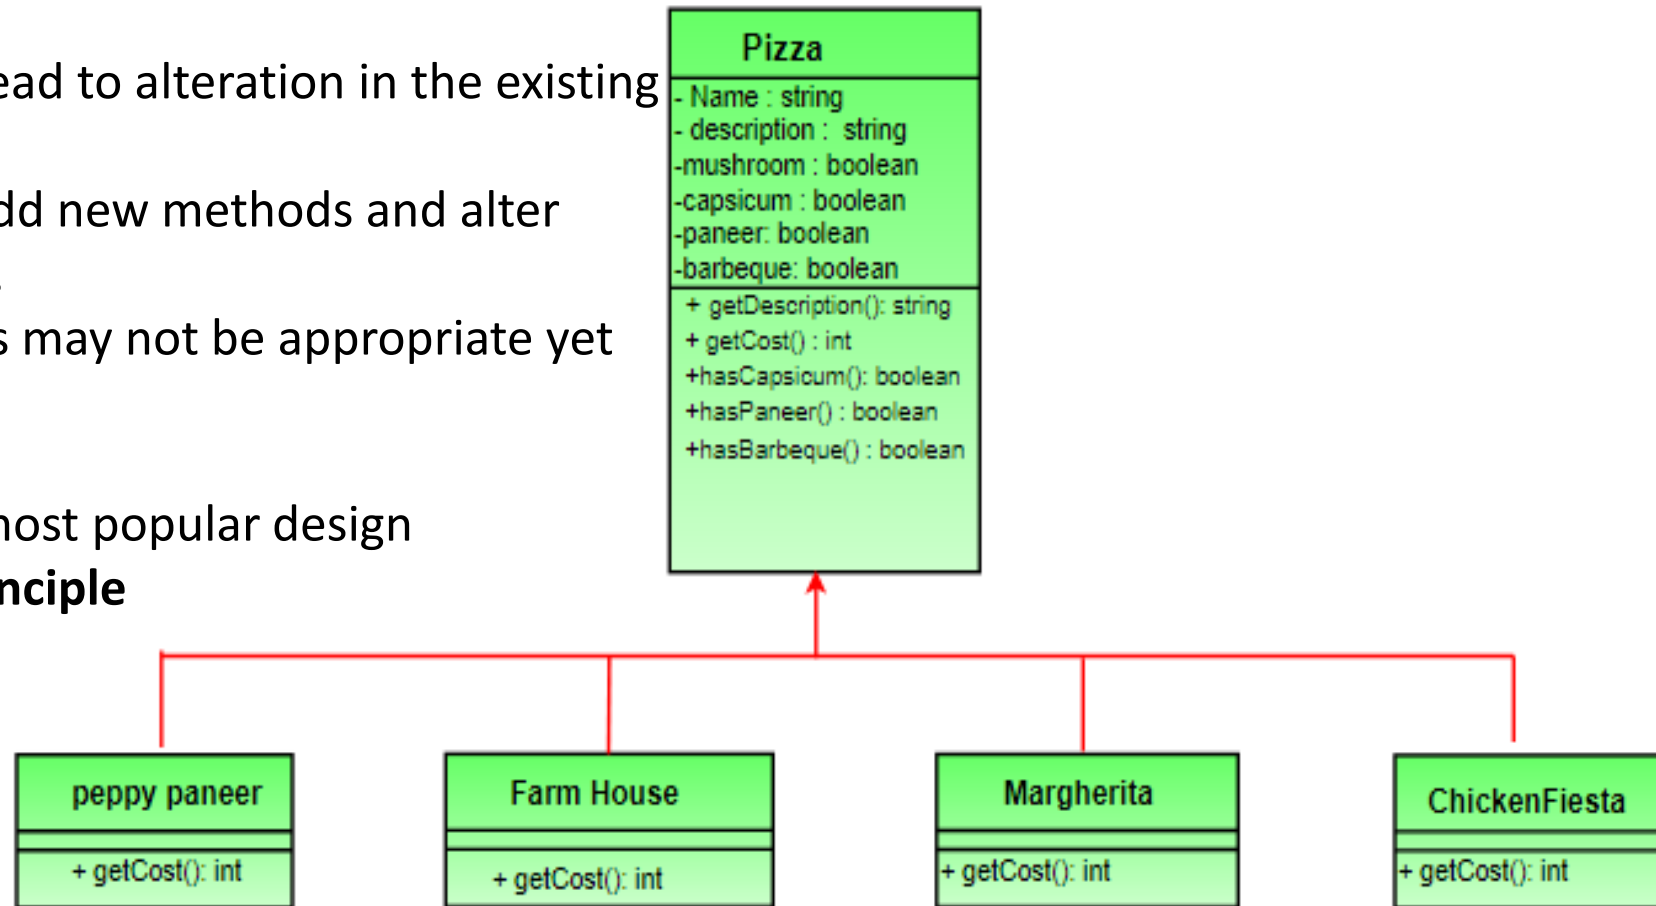 ead to alteration in the existing
dd new methods and alter
.
s may not be appropriate yet
nost popular design
nciple
Pizza
- Name : string
- description : string
-mushroom : boolean
-capsicum : boolean
-paneer: boolean
-barbeque: boolean
+ getDescription(): string
+ getCost() : int
+hasCapsicum(): boolean
+hasPaneer() : boolean
+hasBarbeque() : boolean
peppy paneer
+ getCost(): int
Farm House
+ getCost(): int
Margherita
+ getCost(): int
ChickenFiesta
+ getCost(): int